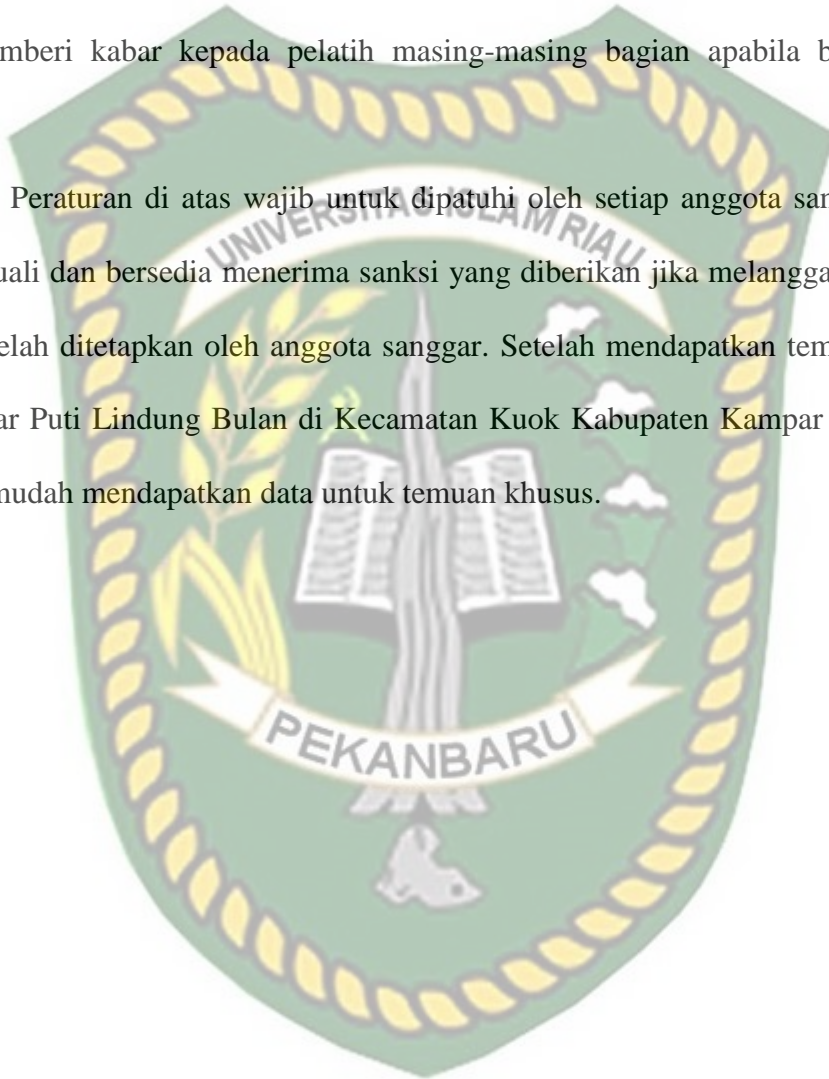 mberi kabar kepada pelatih masing-masing bagian apabila b
Peraturan di atas wajib untuk dipatuhi oleh setiap anggota san
UNIVERSITAS ISLAM RIAU
uali dan bersedia menerima sanksi yang diberikan jika melangga
elah ditetapkan oleh anggota sanggar. Setelah mendapatkan tem
ar Puti Lindung Bulan di Kecamatan Kuok Kabupaten Kampar
mudah mendapatkan data untuk temuan khusus.
PEKANBARU